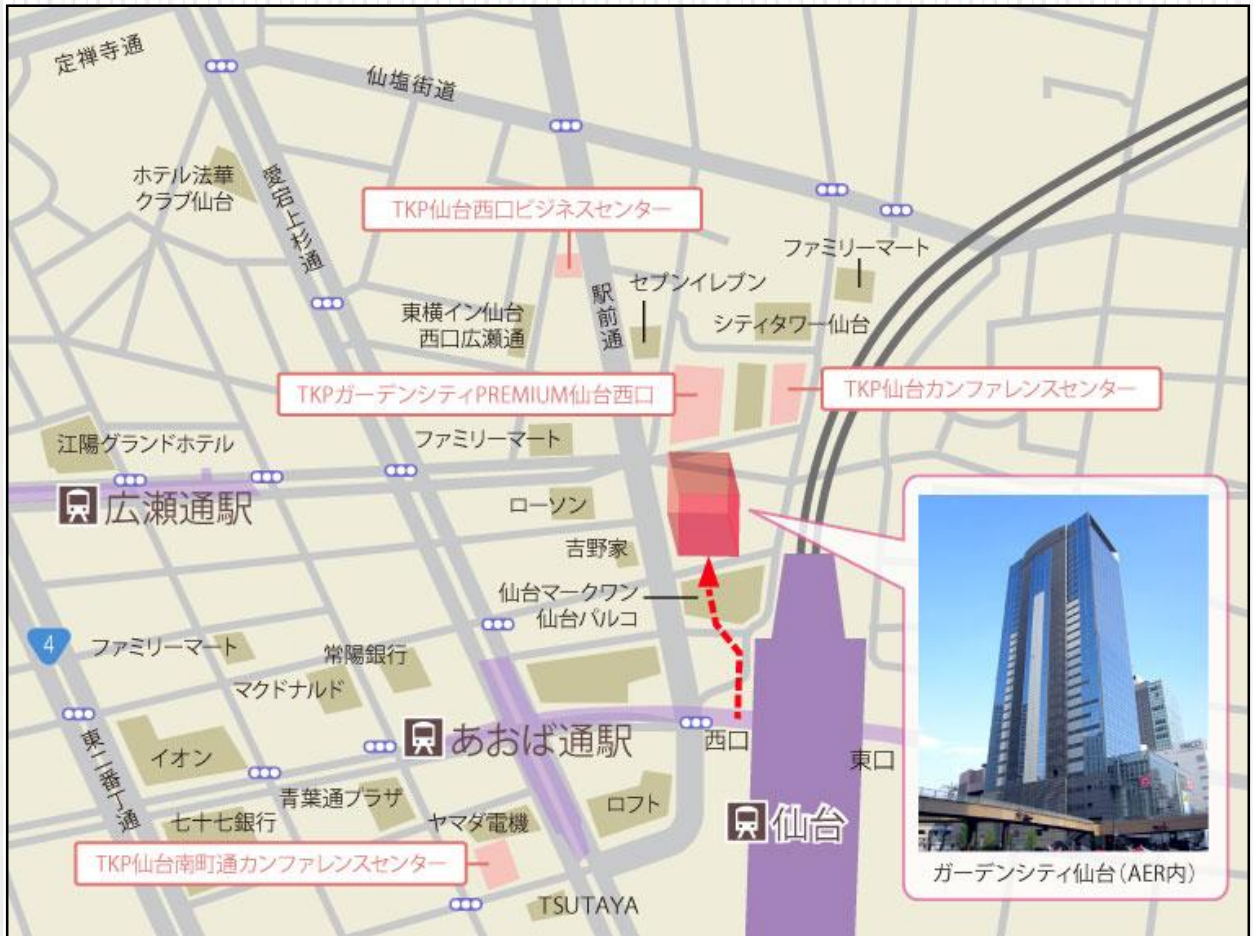 定禅寺通
仙塩街道
ホテル法華
クラブ仙台
愛宕上杉通
TKP仙台西口ビジネスセンター
ファミリーマート
セブンイレブン
駅前通
東横イン仙台
西口広瀬通
シティタワー仙台
TKPガーデンシティPREMIUM仙台西口
TKP仙台カンファレンスセンター
江陽グランドホテル
ファミリーマート
広瀬通駅
ローソン
吉野家
仙台マークワン
仙台パルコ
4
ファミリーマート
常陽銀行
マクドナルド
あおば通駅
西口
東口
東二番丁通
イオン
青葉通プラザ
ロフト
七十七銀行
ヤマダ電機
仙台
TKP仙台南町通カンファレンスセンター
TSUTAYA
ガーデンシティ仙台(AER内)